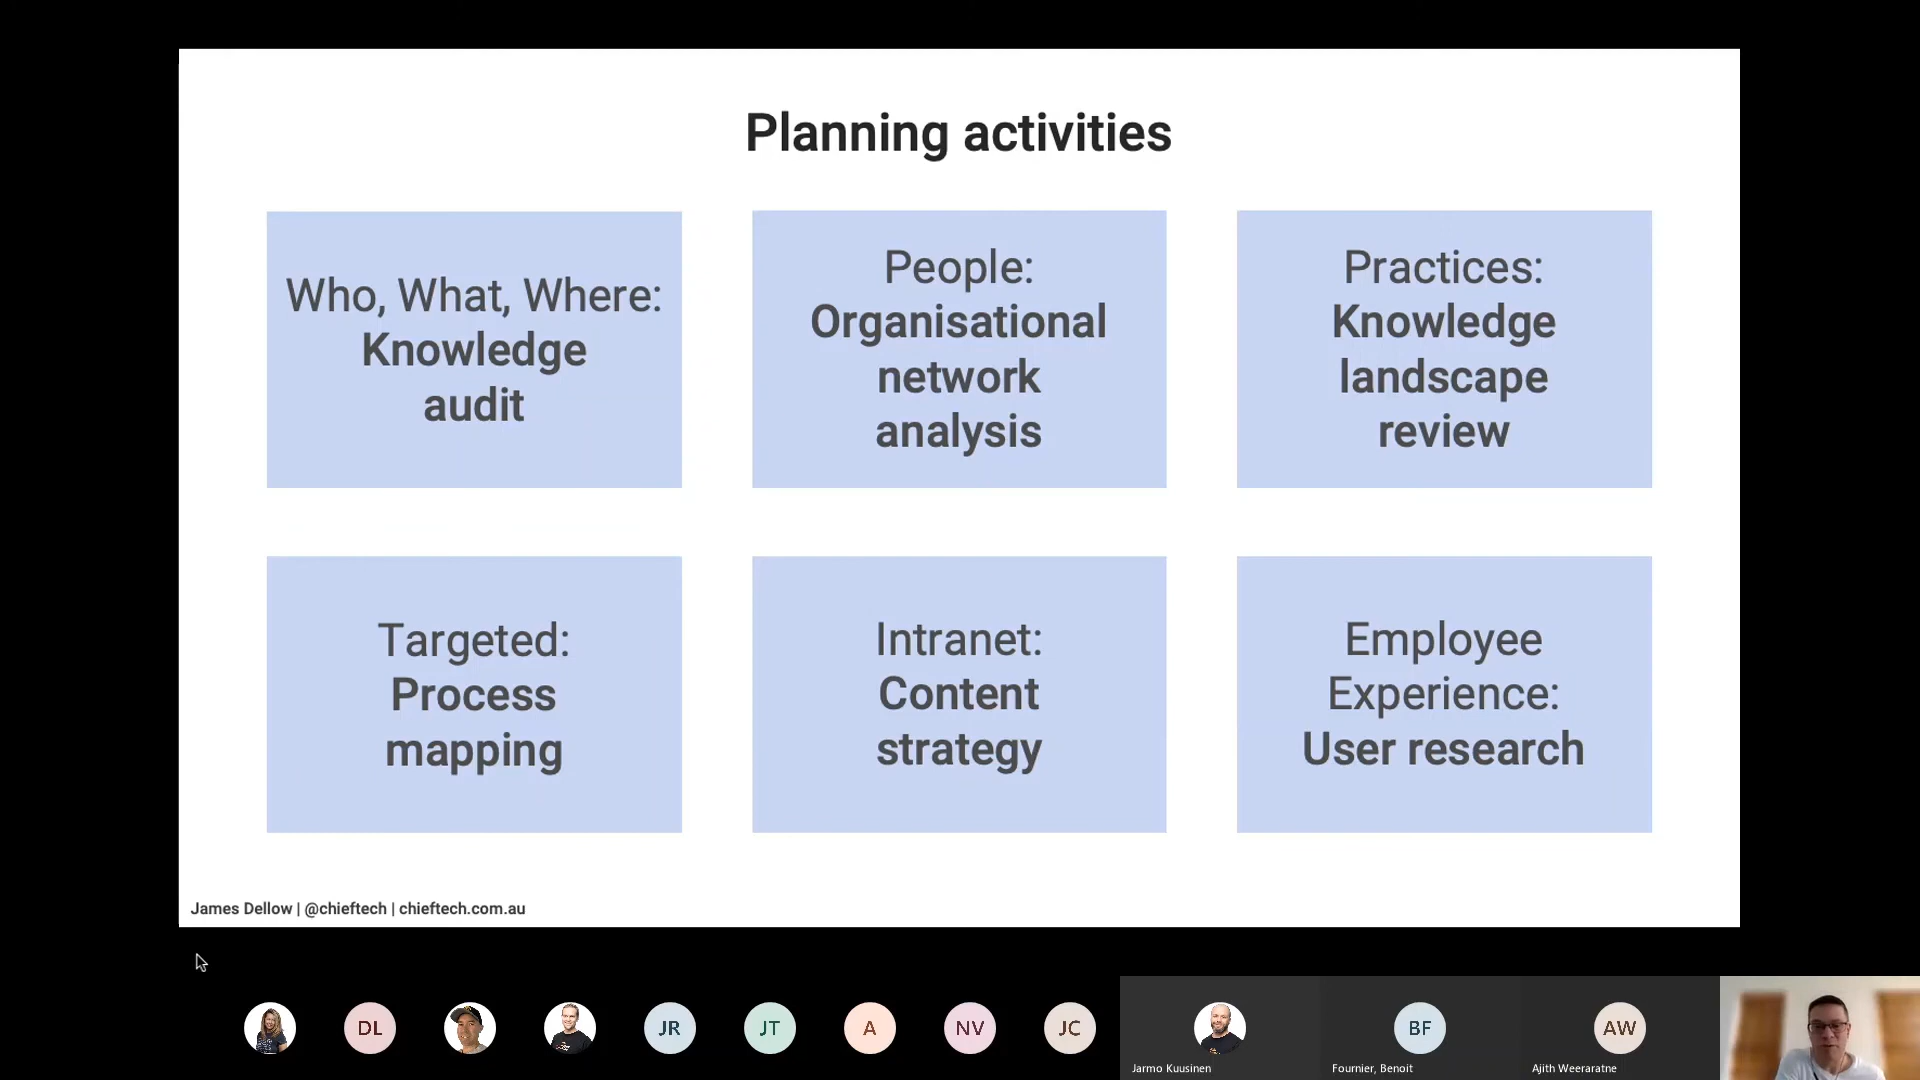 Planning activities
Who, What, Where:
Knowledge
audit
People:
Organisational
network
analysis
Practices:
Knowledge
landscape
review
Targeted:
Process
mapping
Intranet:
Content
strategy
Employee
Experience:
User research
James Dellow | @chieftech | chieftech.com.au
DL
JR
JT
A
NV
JC
BF
AW
Jarmo Kuusinen
Fournier, Benoit
Ajith Weeraratne